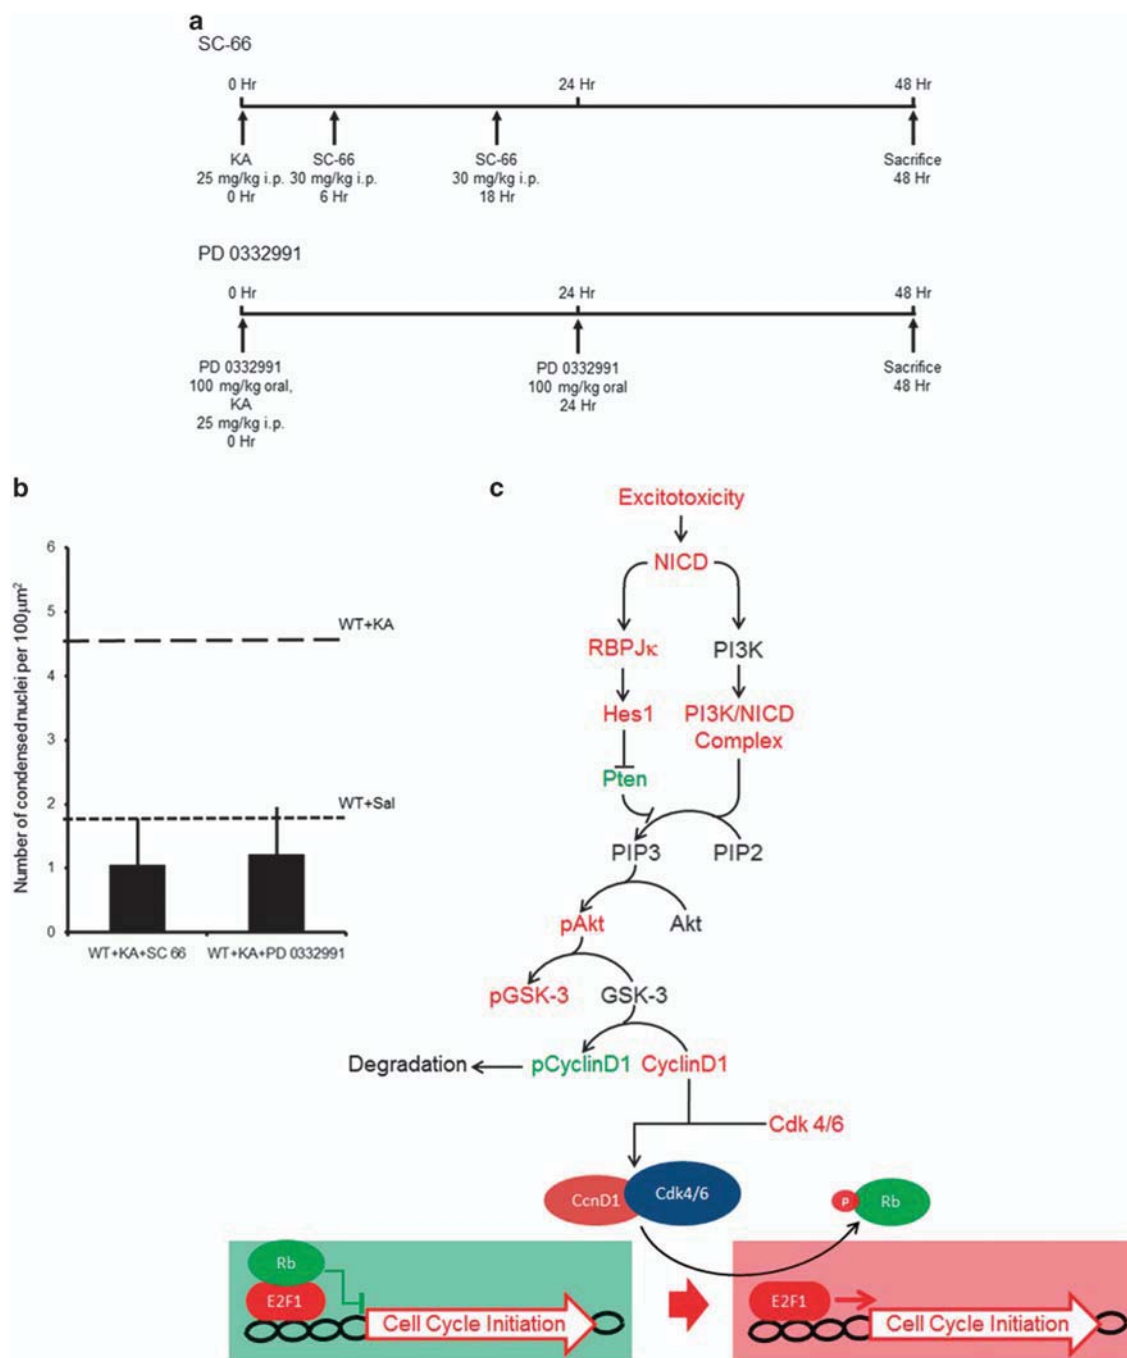 a
SC-66
0 Hr
24 Hr
48 Hr
KA
25 mg/kg i.p.
0 Hr
SC-66
30 mg/kg i.p.
6 Hr
SC-66
30 mg/kg i.p.
18 Hr
Sacrifice
48 Hr
PD 0332991
0 Hr
24 Hr
48 Hr
PD 0332991
100 mg/kg oral,
KA
25 mg/kg i.p.
0 Hr
PD 0332991
100 mg/kg oral
24 Hr
Sacrifice
48 Hr
b
Number of condensed nuclei per 100µm²
6
5
4
3
2
1
0
WT+KA
WT+Sal
WT+KA+SC 66
WT+KA+PD 0332991
c
Excitotoxicity
NICD
RBPJκ
PI3K
Hes1
PI3K/NICD
Complex
Pten
PIP3
PIP2
pAkt
Akt
pGSK-3
GSK-3
Degradation
pCyclinD1
CyclinD1
Cdk 4/6
CcnD1
Cdk4/6
P
Rb
Rb
E2F1
Cell Cycle Initiation
E2F1
Cell Cycle Initiation